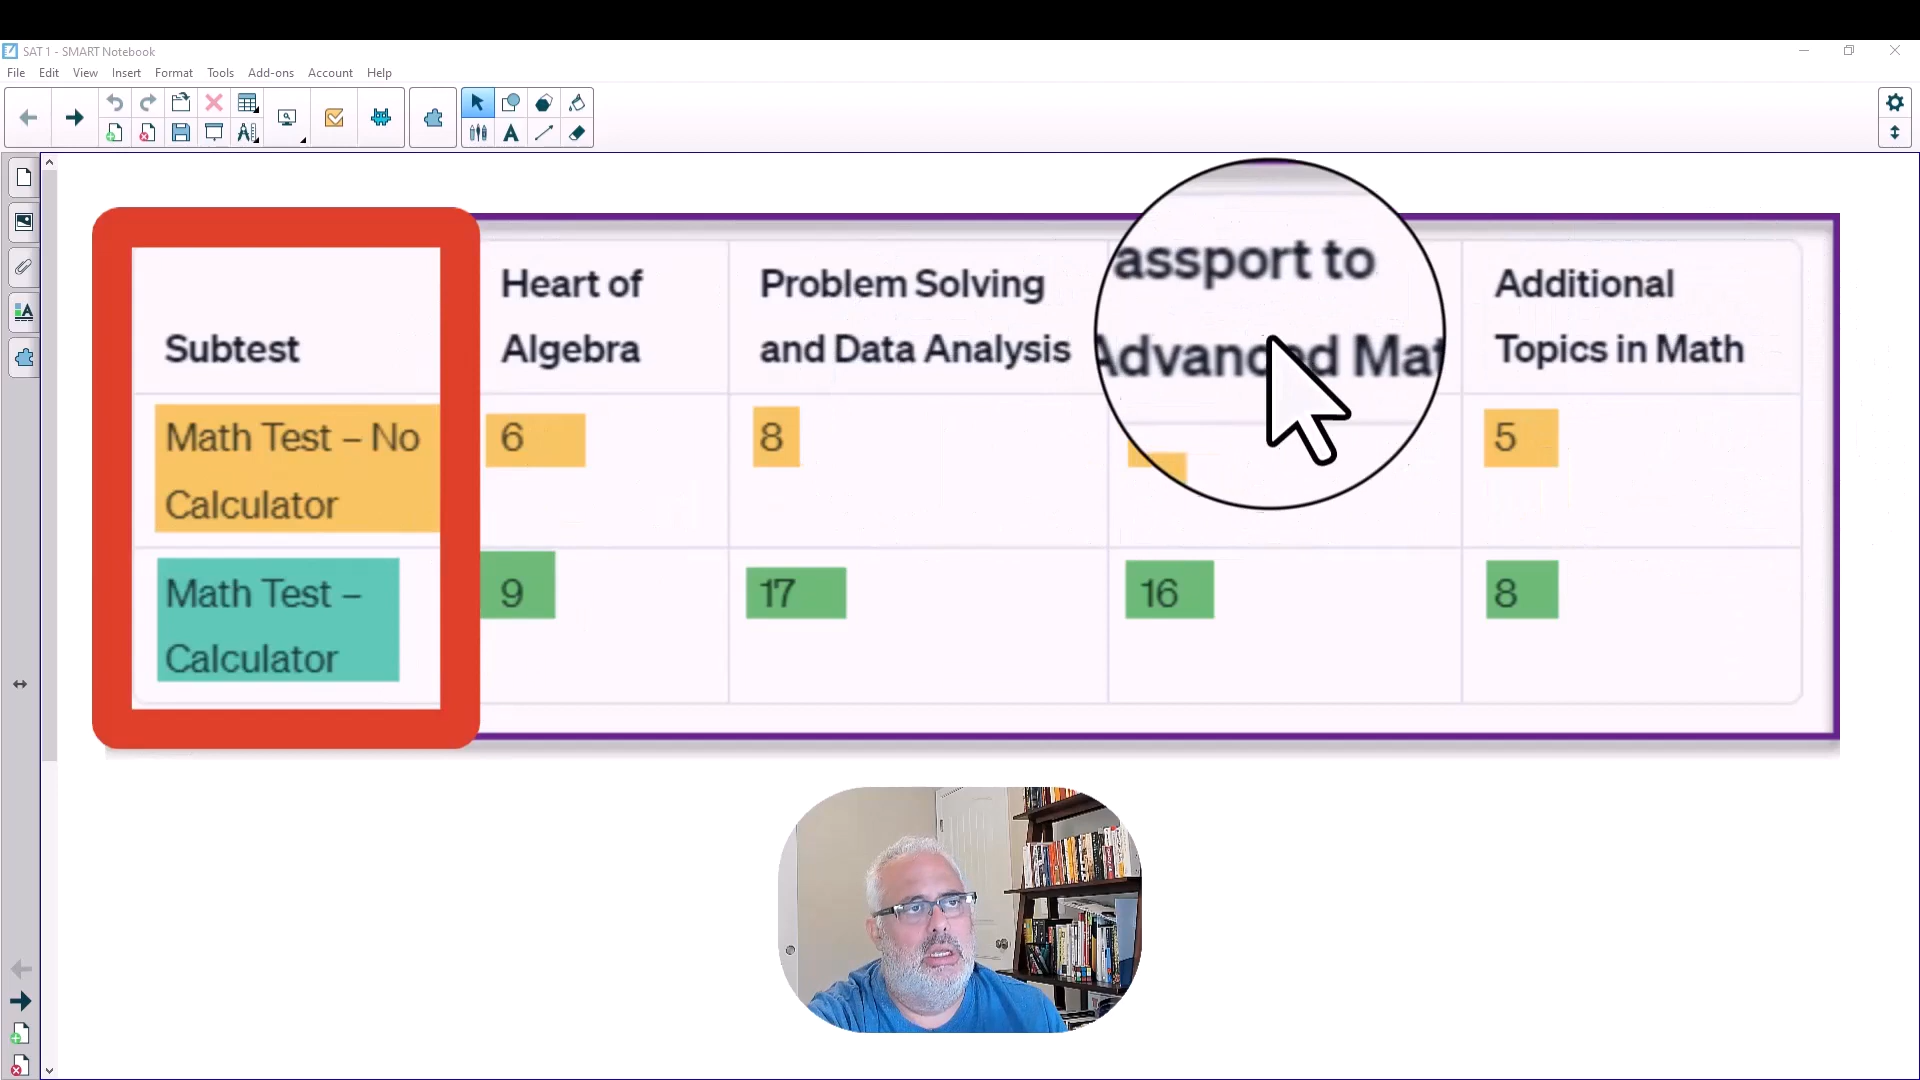 SAT 1 - SMART Notebook
File Edit View Insert Format Tools Add-ons Account Help
Subtest
Heart of
Algebra
Problem Solving
and Data Analysis
assport to
Advanced Mat
Additional
Topics in Math
Math Test – No
Calculator
6
8
5
Math Test –
Calculator
9
17
16
8